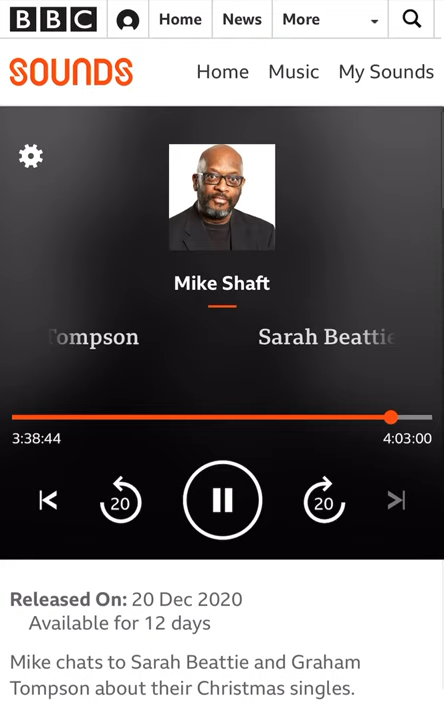 BBC Home News More
SOUNDS Home Music My Sounds
Mike Shaft
Tompson Sarah Beattie
3:38:44 4:03:00
20 20
Released On: 20 Dec 2020
Available for 12 days
Mike chats to Sarah Beattie and Graham
Tompson about their Christmas singles.